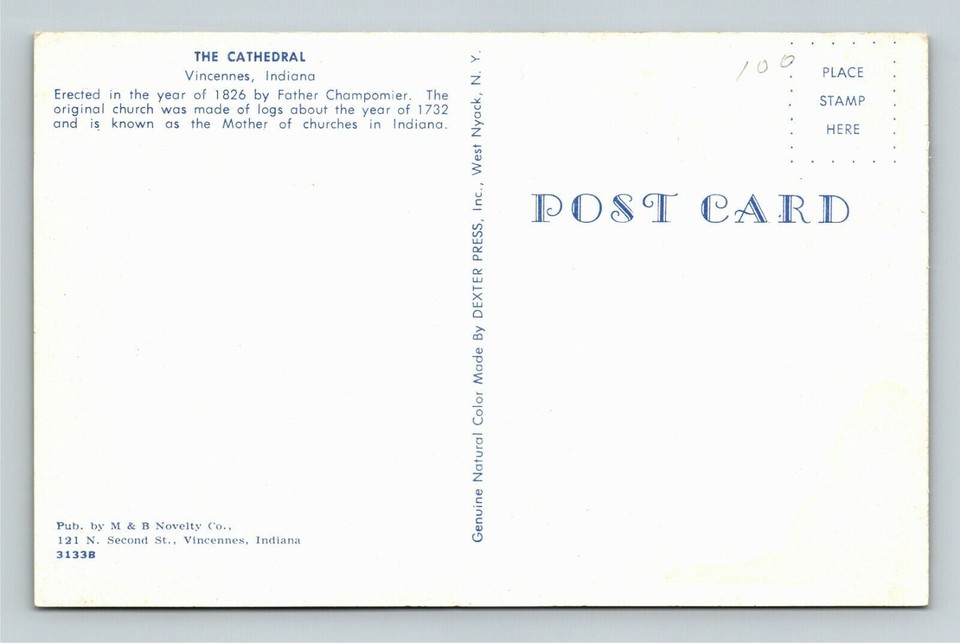 THE CATHEDRAL
Vincennes, Indiana
Erected in the year of 1826 by Father Champomier. The
original church was made of logs about the year of 1732
and is known as the Mother of churches in Indiana.
Pub. by M & B Novelty Co.,
121 N. Second St., Vincennes, Indiana
3133B
Genuine Natural Color Made By DEXTER PRESS, Inc., West Nyack, N. Y.
100
PLACE
STAMP
HERE
POST CARD